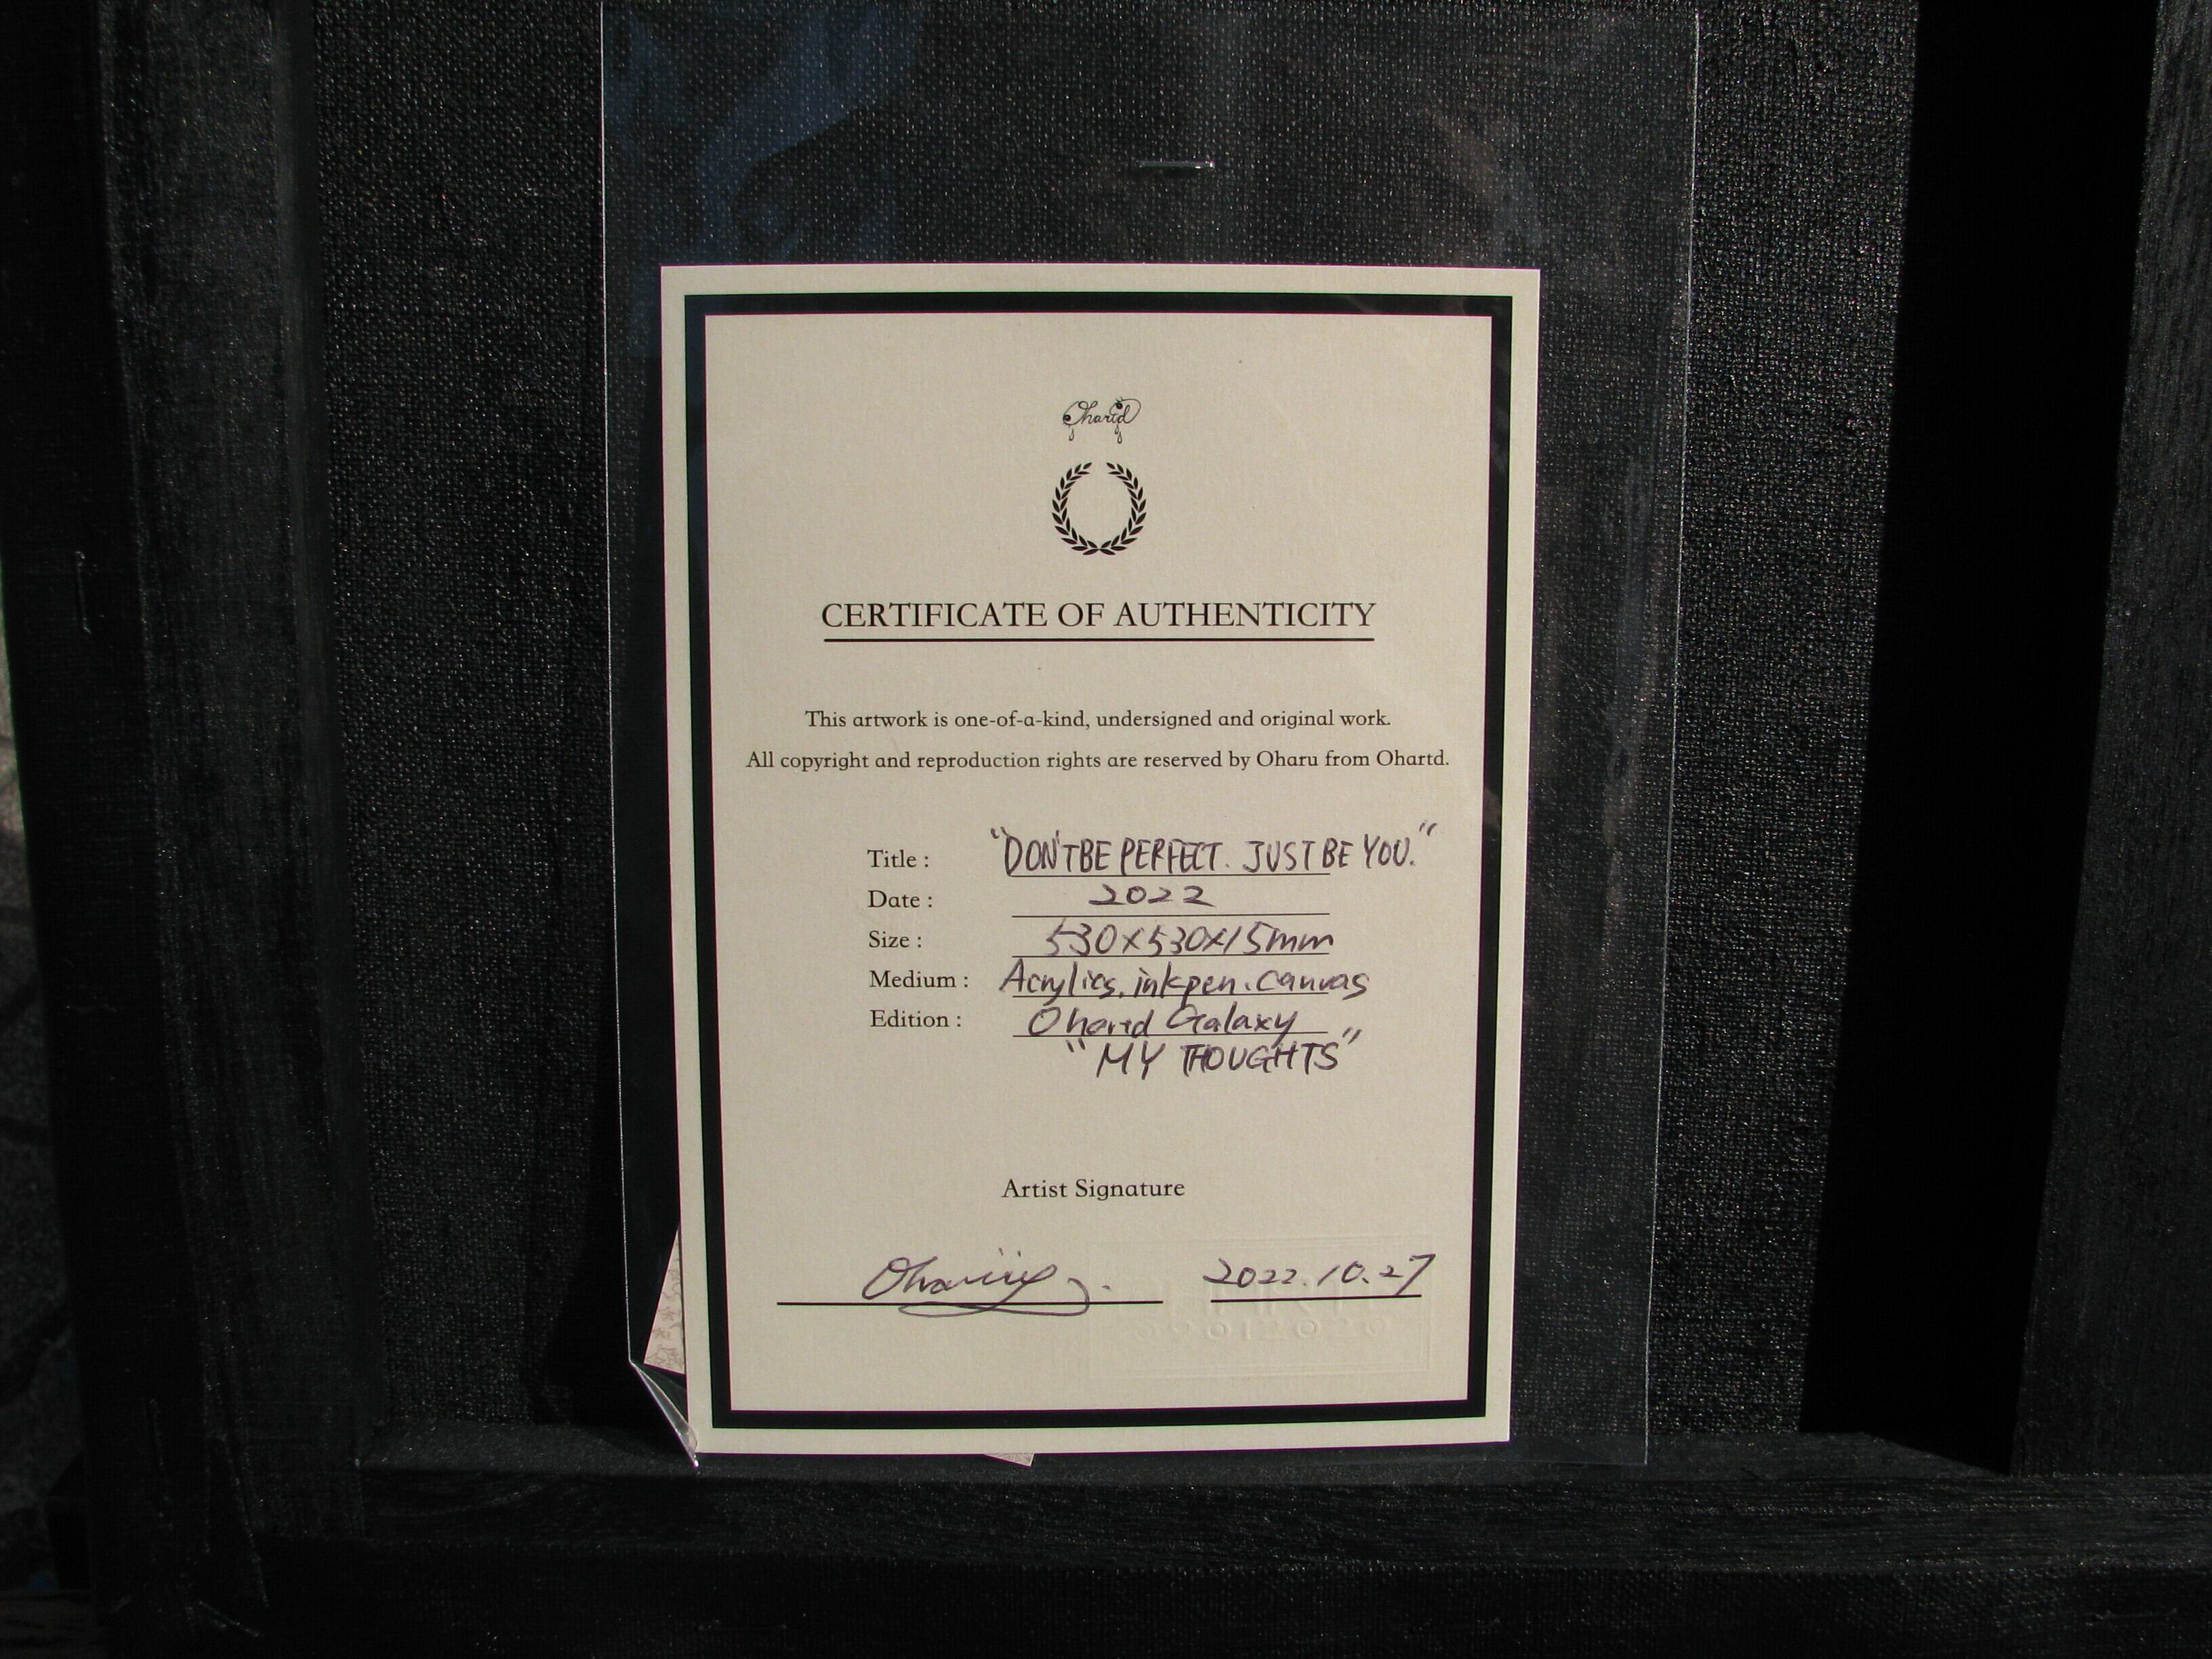 Ohartd
CERTIFICATE OF AUTHENTICITY
This artwork is one-of-a-kind, undersigned and original work.
All copyright and reproduction rights are reserved by Oharu from Ohartd.
Title : "DON'T BE PERFECT. JUST BE YOU."
Date : 2022
Size : 530x530x15mm
Medium : Acrylics. inkpen. canvas
Edition : Ohartd Galaxy
"MY THOUGHTS"
Artist Signature
2022.10.27